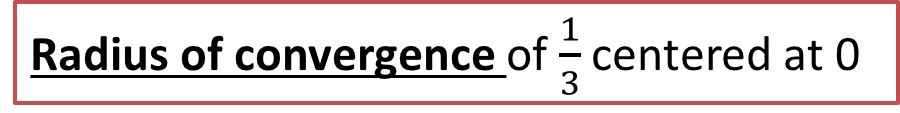 Radius of convergence of 1/3 centered at 0